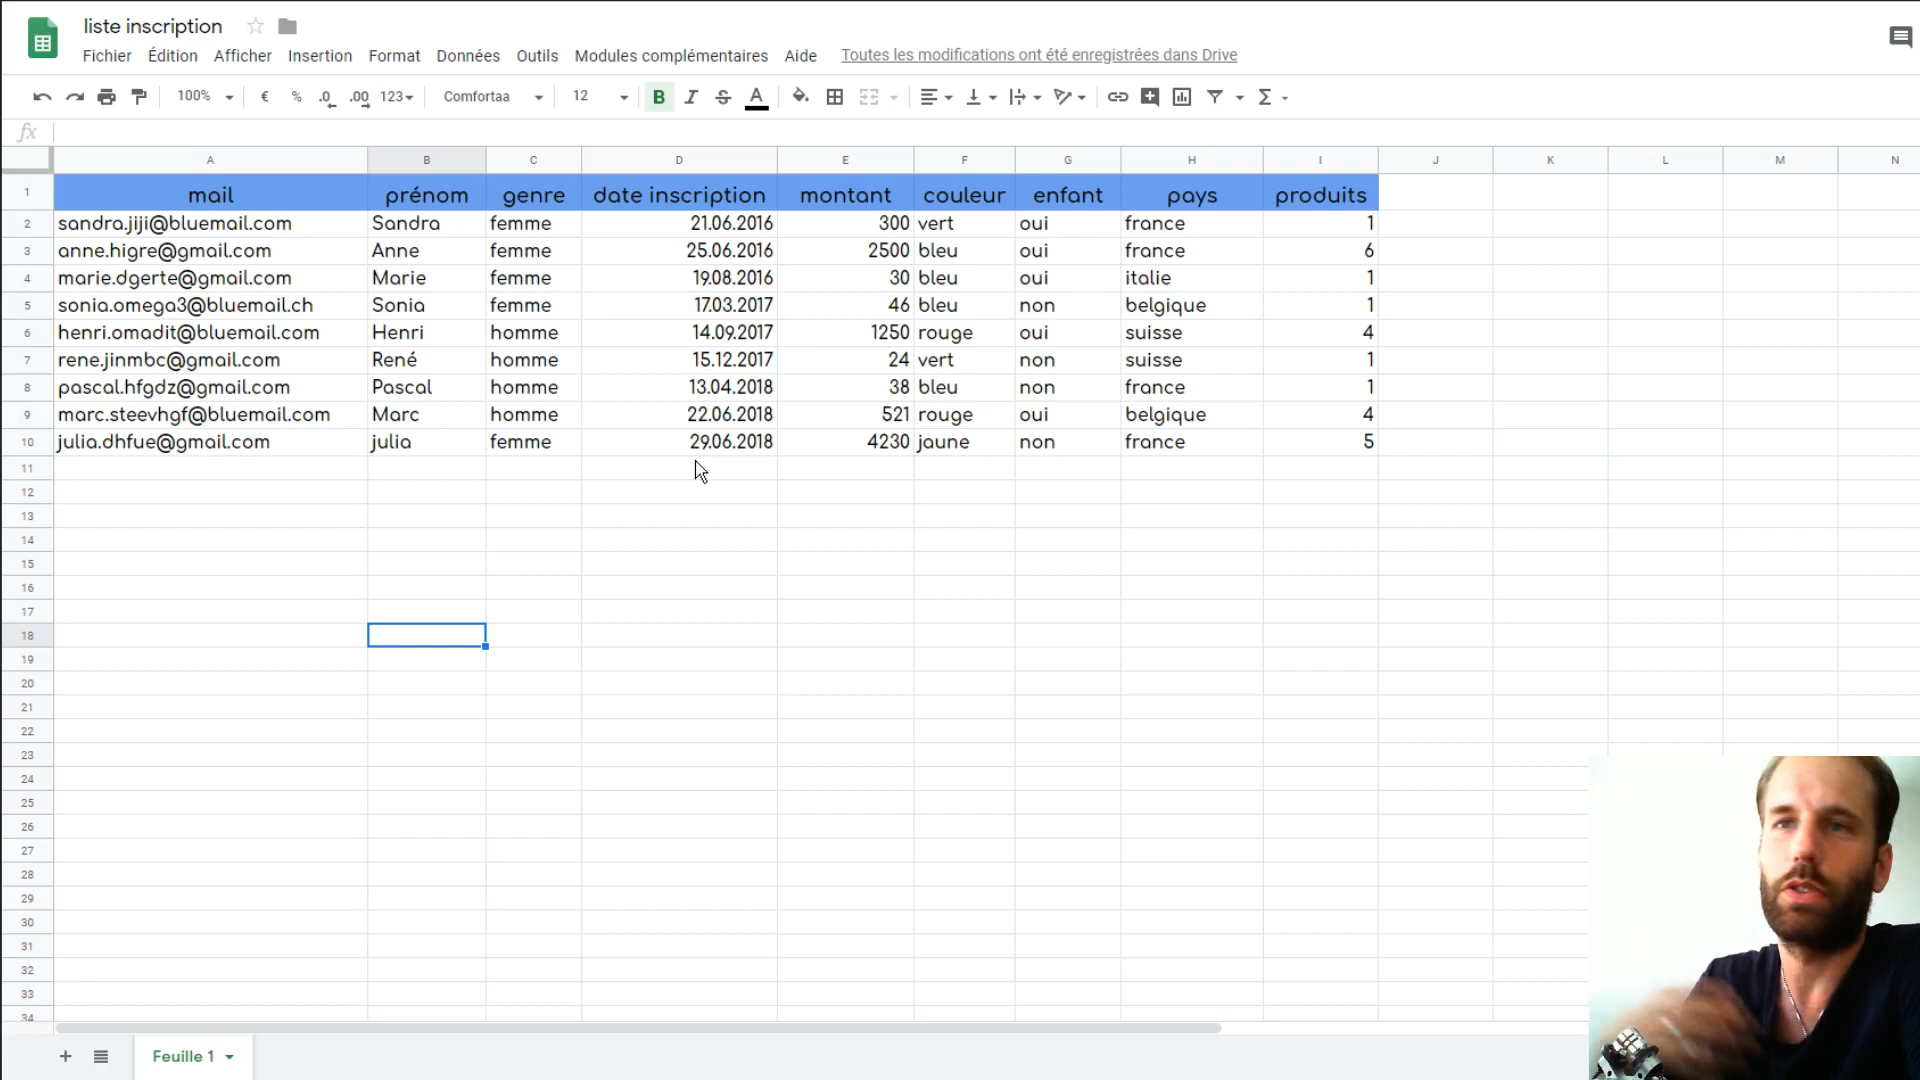 liste inscription
Fichier Édition Afficher Insertion Format Données Outils Modules complémentaires Aide Toutes les modifications ont été enregistrées dans Drive
100% € % .0 .00 123 Comfortaa 12 B I S A Σ
fx
A B C D E F G H I J K L M N
1 mail prénom genre date inscription montant couleur enfant pays produits
2 sandra.jiji@bluemail.com Sandra femme 21.06.2016 300 vert oui france 1
3 anne.higre@gmail.com Anne femme 25.06.2016 2500 bleu oui france 6
4 marie.dgerte@gmail.com Marie femme 19.08.2016 30 bleu oui italie 1
5 sonia.omega3@bluemail.ch Sonia femme 17.03.2017 46 bleu non belgique 1
6 henri.omadit@bluemail.com Henri homme 14.09.2017 1250 rouge oui suisse 4
7 rene.jinmbc@gmail.com René homme 15.12.2017 24 vert non suisse 1
8 pascal.hfgdz@gmail.com Pascal homme 13.04.2018 38 bleu non france 1
9 marc.steevhgf@bluemail.com Marc homme 22.06.2018 521 rouge oui belgique 4
10 julia.dhfue@gmail.com julia femme 29.06.2018 4230 jaune non france 5
11
12
13
14
15
16
17
18
19
20
21
22
23
24
25
26
27
28
29
30
31
32
33
34
+ Feuille 1